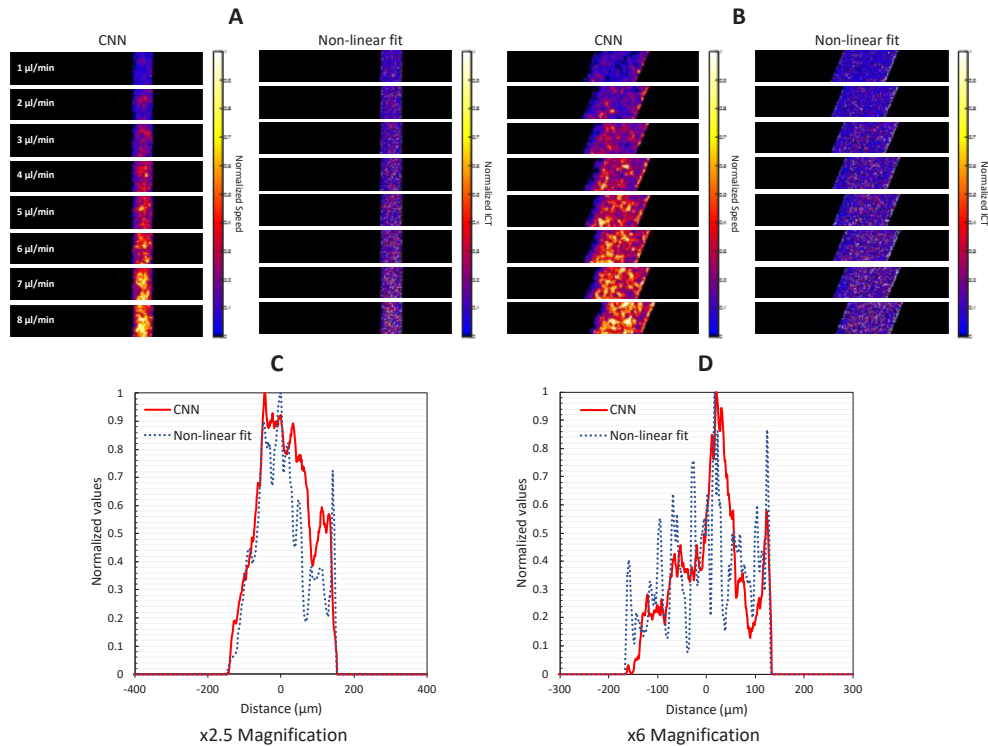 A
B
CNN
Non-linear fit
CNN
Non-linear fit
1 µl/min
2 µl/min
3 µl/min
4 µl/min
5 µl/min
6 µl/min
7 µl/min
8 µl/min
Normalized Speed
Normalized ICT
Normalized Speed
Normalized ICT
C
D
CNN
Non-linear fit
Normalized values
1
0.9
0.8
0.7
0.6
0.5
0.4
0.3
0.2
0.1
0
-400
-200
0
200
400
Distance (µm)
x2.5 Magnification
CNN
Non-linear fit
Normalized values
1
0.9
0.8
0.7
0.6
0.5
0.4
0.3
0.2
0.1
0
-300
-200
-100
0
100
200
300
Distance (µm)
x6 Magnification